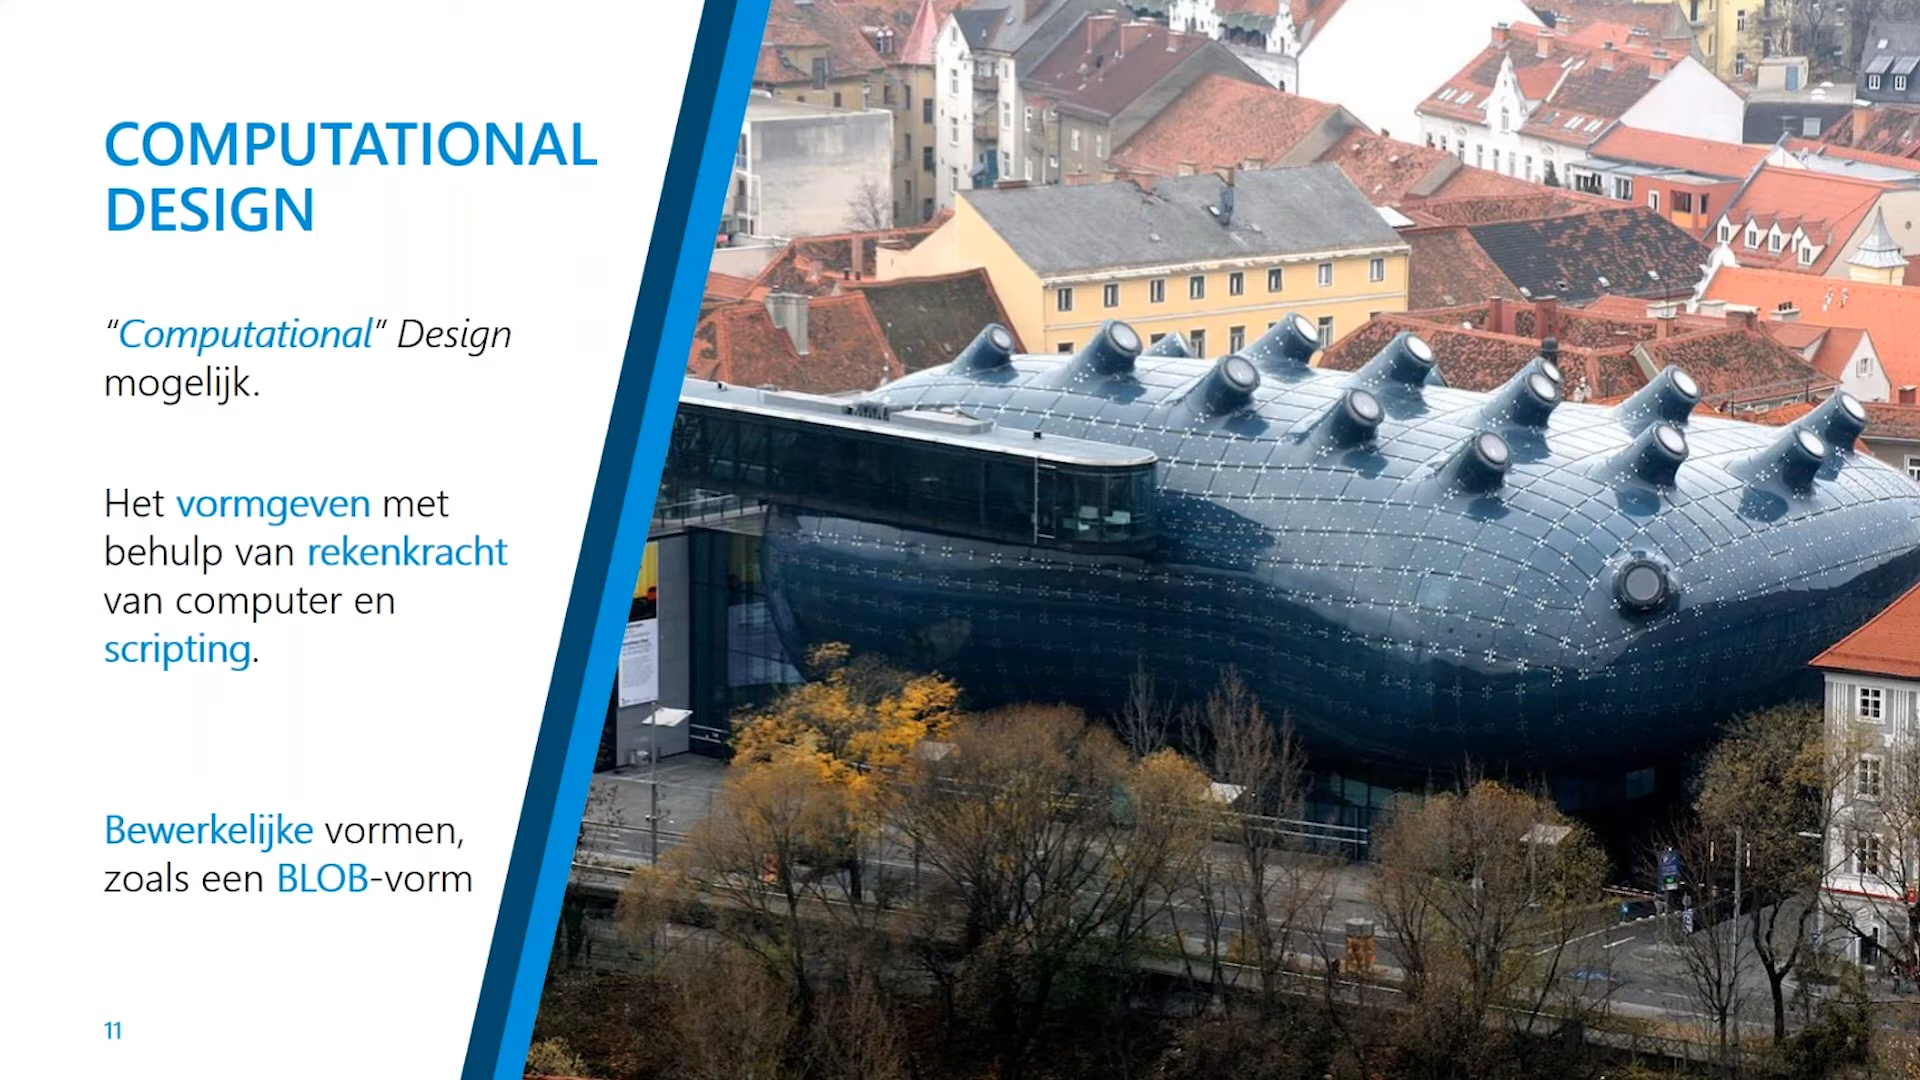 COMPUTATIONAL
DESIGN
“Computational” Design
mogelijk.
Het vormgeven met
behulp van rekenkracht
van computer en
scripting.
Bewerkelijke vormen,
zoals een BLOB-vorm
11